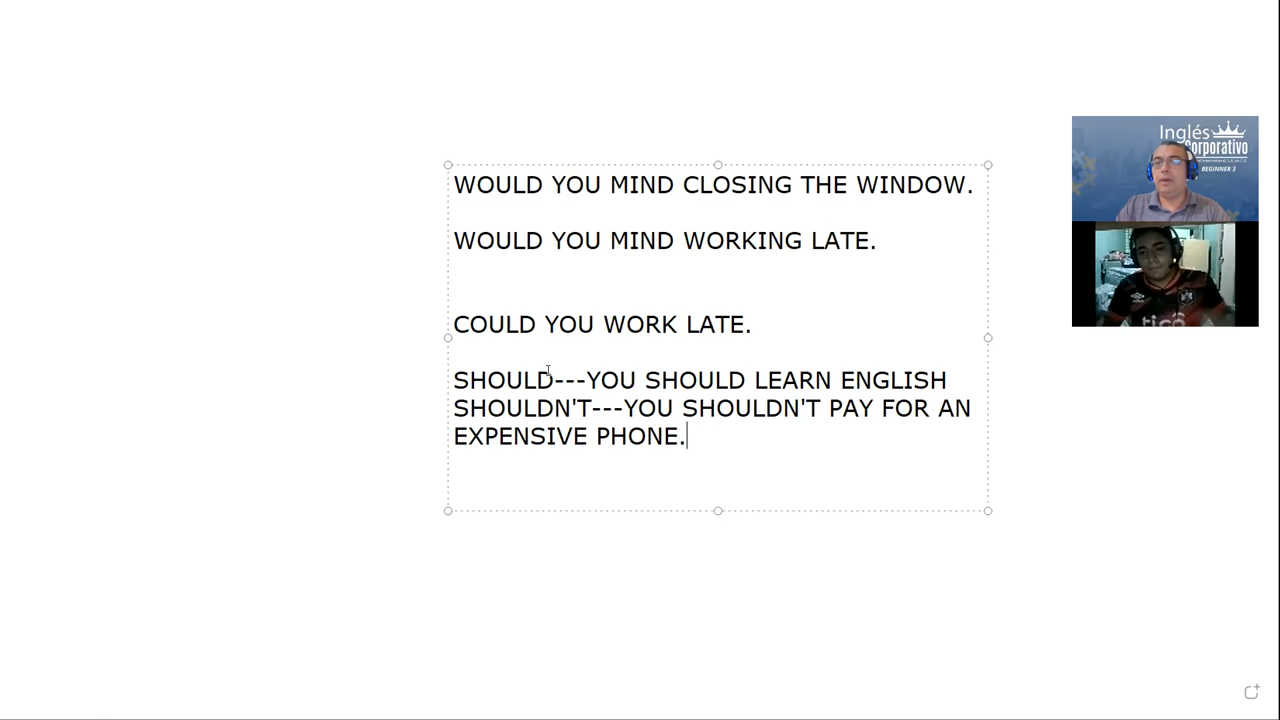 WOULD YOU MIND CLOSING THE WINDOW.
WOULD YOU MIND WORKING LATE.
COULD YOU WORK LATE.
SHOULD---YOU SHOULD LEARN ENGLISH
SHOULDN'T---YOU SHOULDN'T PAY FOR AN
EXPENSIVE PHONE.
Inglés
Corporativo
BEGINNER 3
tigo